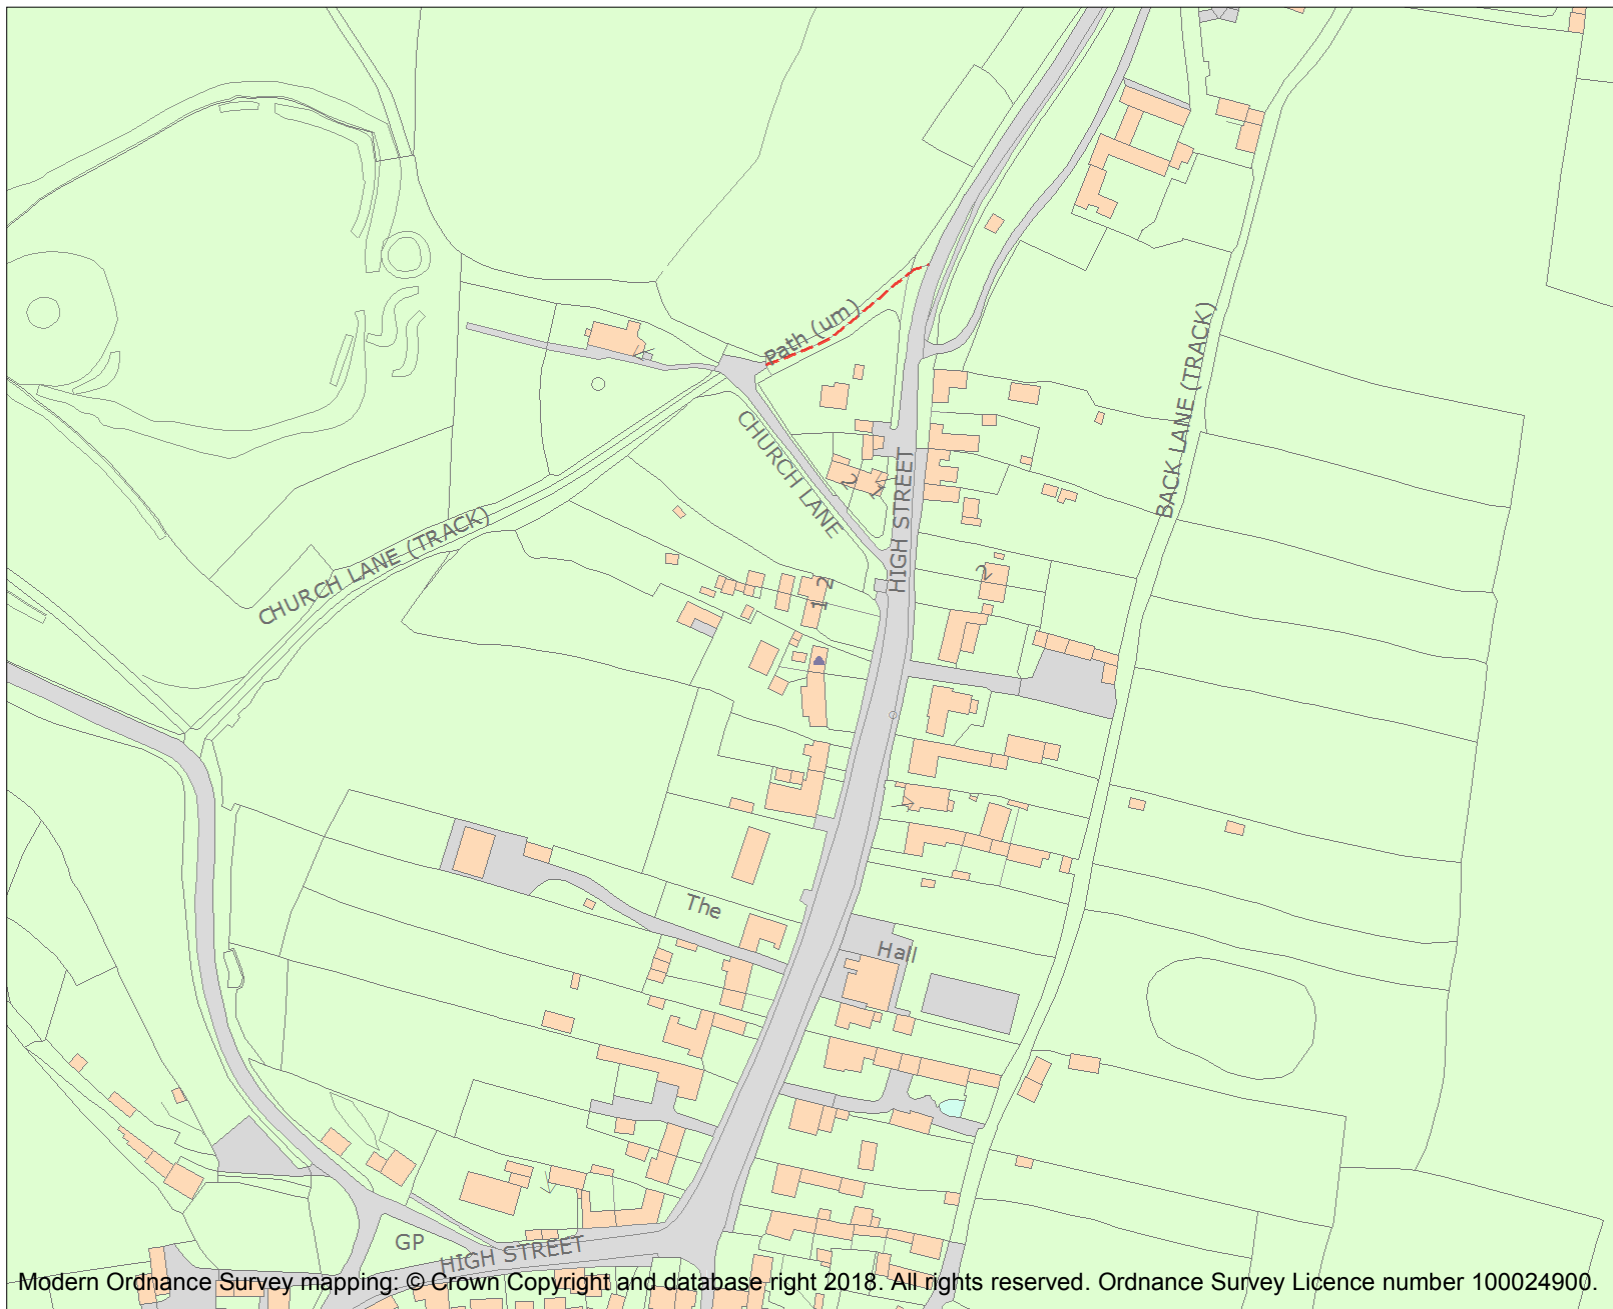 Path (um)
CHURCH LANE
BACK LANE (TRACK)
2
1
HIGH STREET
CHURCH LANE (TRACK)
2
2
1
The
Hall
GP
HIGH STREET
Modern Ordnance Survey mapping: © Crown Copyright and database right 2018. All rights reserved. Ordnance Survey Licence number 100024900.